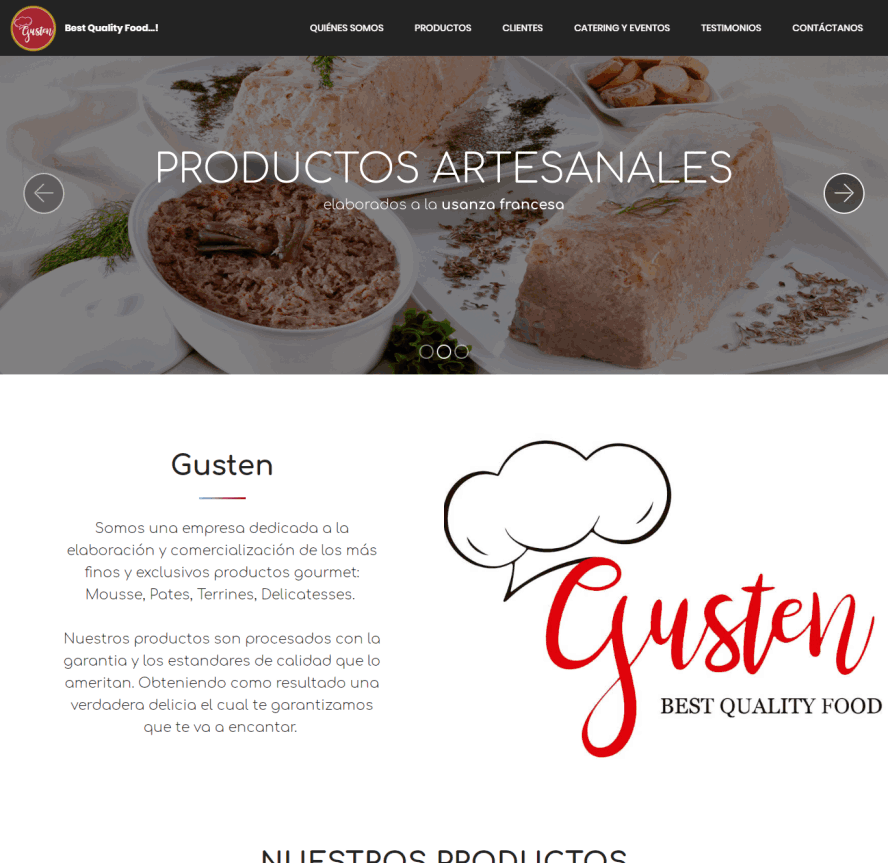 Gusten
Best Quality Food...!
QUIÉNES SOMOS
PRODUCTOS
CLIENTES
CATERING Y EVENTOS
TESTIMONIOS
CONTÁCTANOS
PRODUCTOS ARTESANALES
elaborados a la usanza francesa
Gusten
Somos una empresa dedicada a la
elaboración y comercialización de los más
finos y exclusivos productos gourmet:
Mousse, Pates, Terrines, Delicatesses.
Nuestros productos son procesados con la
garantia y los estandares de calidad que lo
ameritan. Obteniendo como resultado una
verdadera delicia el cual te garantizamos
que te va a encantar.
Gusten
BEST QUALITY FOOD
NUESTROS PRODUCTOS